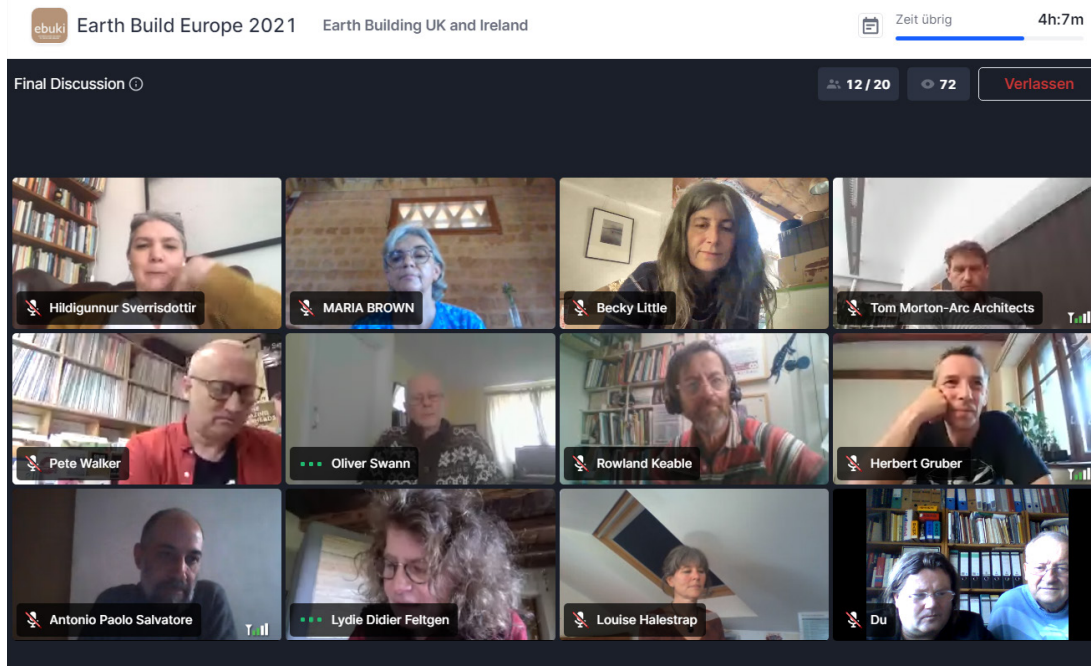 ebuki
Earth Build Europe 2021
Earth Building UK and Ireland
Zeit übrig
4h:7m
Final Discussion
12 / 20
72
Verlassen
Hildigunnur Sverrisdottir
MARIA BROWN
Becky Little
Tom Morton-Arc Architects
Pete Walker
Oliver Swann
Rowland Keable
Herbert Gruber
Antonio Paolo Salvatore
Lydie Didier Feltgen
Louise Halestrap
Du